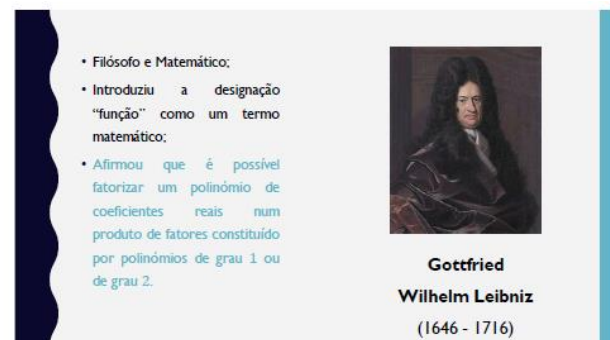 • Filósofo e Matemático;
• Introduziu a designação
“função” como um termo
matemático;
• Afirmou que é possível
fatorizar um polinómio de
coeficientes reais num
produto de fatores constituído
por polinómios de grau 1 ou
de grau 2.
Gottfried
Wilhelm Leibniz
(1646 - 1716)